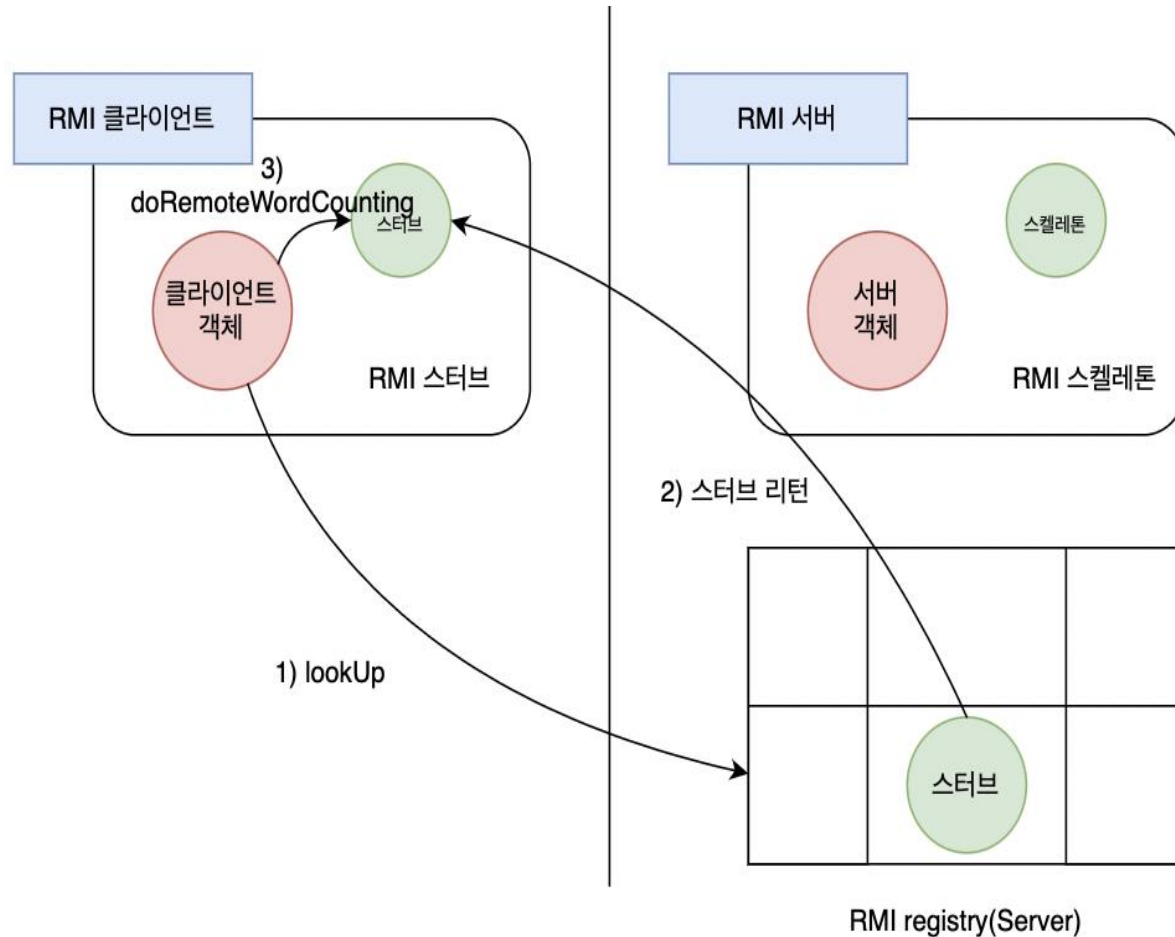 RMI 클라이언트
3)
doRemoteWordCounting
스터브
클라이언트
객체
RMI 스터브
RMI 서버
스켈레톤
서버
객체
RMI 스켈레톤
2) 스터브 리턴
1) lookUp
스터브
RMI registry(Server)